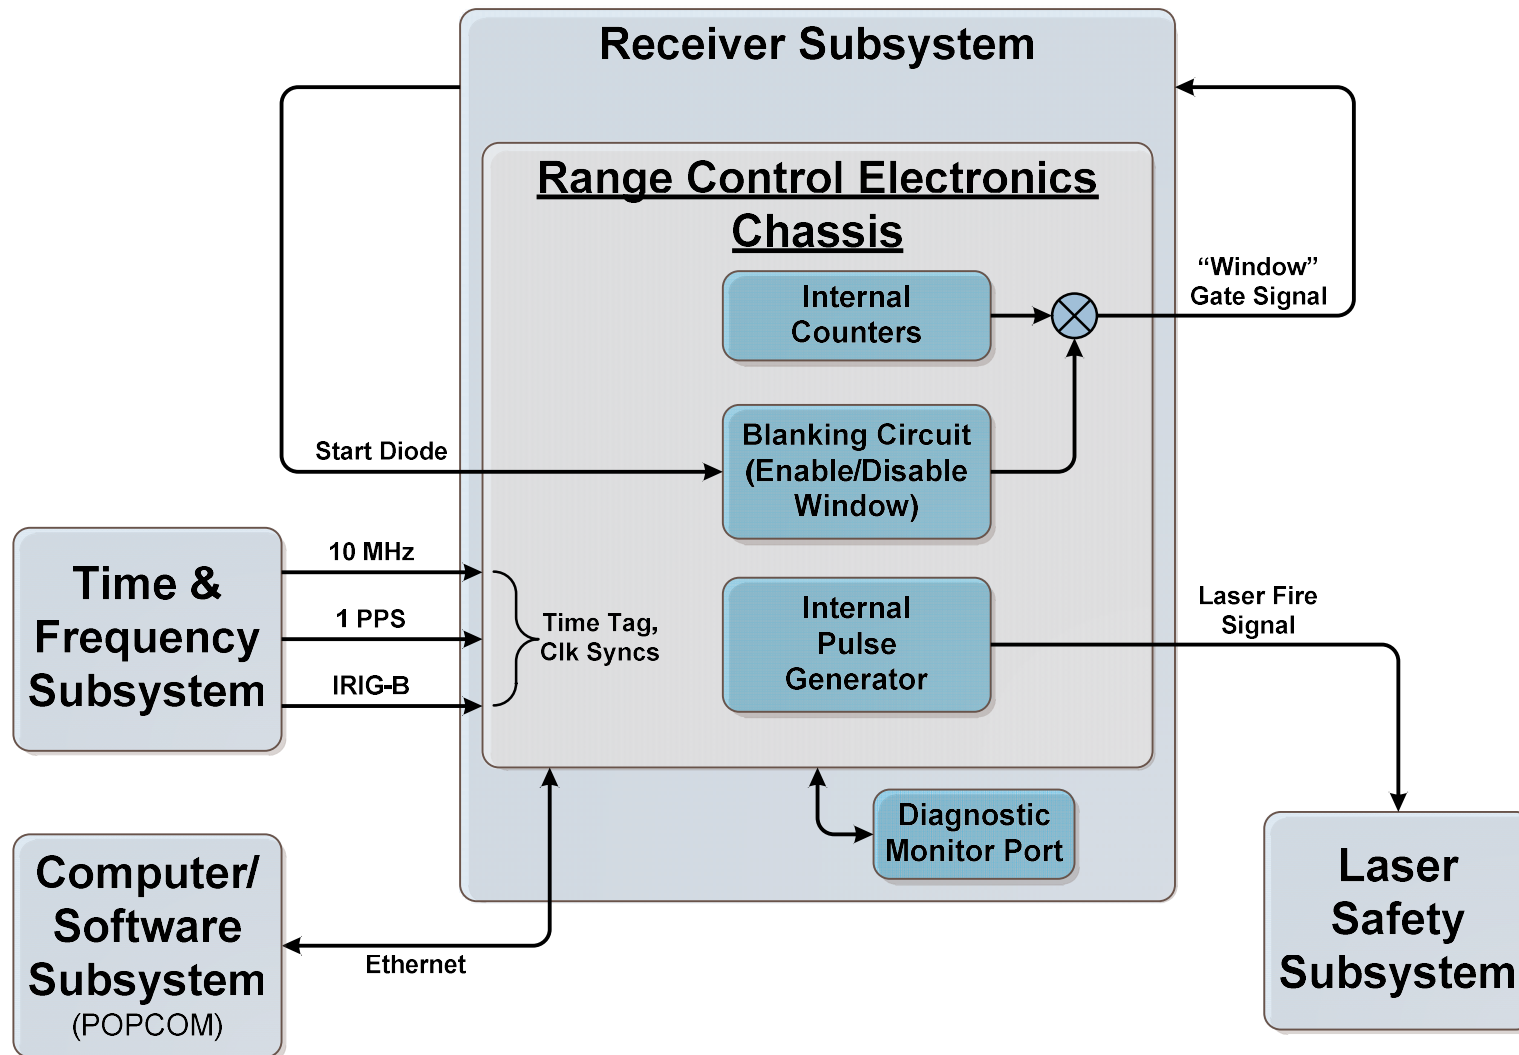 Receiver Subsystem
Range Control Electronics
Chassis
Internal
Counters
“Window”
Gate Signal
Start Diode
Blanking Circuit
(Enable/Disable
Window)
Time &
Frequency
Subsystem
10 MHz
1 PPS
IRIG-B
Time Tag,
Clk Syncs
Internal
Pulse
Generator
Laser Fire
Signal
Diagnostic
Monitor Port
Computer/
Software
Subsystem
(POPCOM)
Ethernet
Laser
Safety
Subsystem